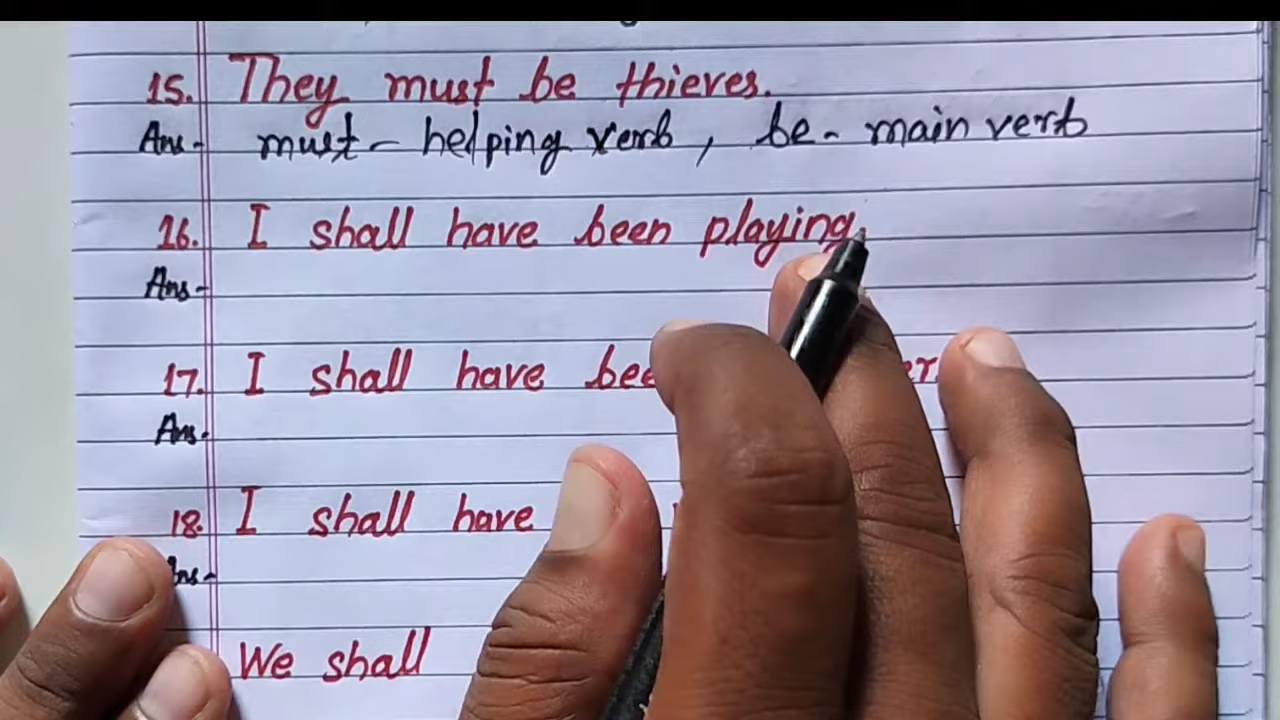 15. They must be thieves.
Ans- must - helping verb, be - main verb
16. I shall have been playing.
Ans-
17. I shall have
Ans-
18. I shall have
Ans-
We shall